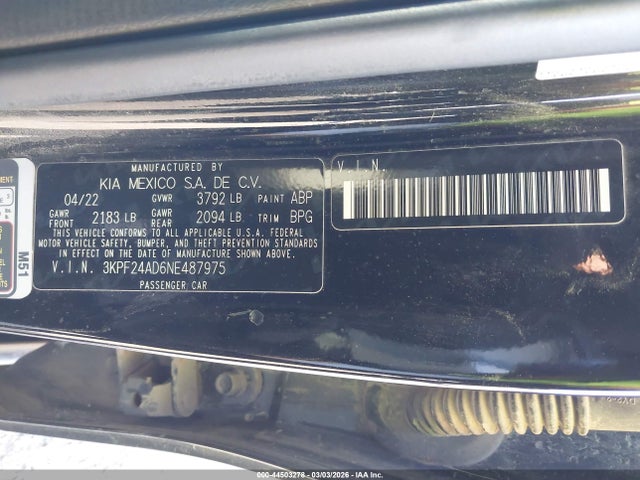 MANUFACTURED BY
KIA MEXICO S.A. DE C.V.
04/22 GVWR 3792 LB PAINT ABP
GAWR FRONT 2183 LB GAWR REAR 2094 LB TRIM BPG
THIS VEHICLE CONFORMS TO ALL APPLICABLE U.S.A. FEDERAL
MOTOR VEHICLE SAFETY, BUMPER, AND THEFT PREVENTION STANDARDS
IN EFFECT ON THE DATE OF MANUFACTURE SHOWN ABOVE.
V.I.N. 3KPF24AD6NE487975
PASSENGER CAR
V.I.N.
M51
000-44503278 - 03/03/2026 - IAA Inc.